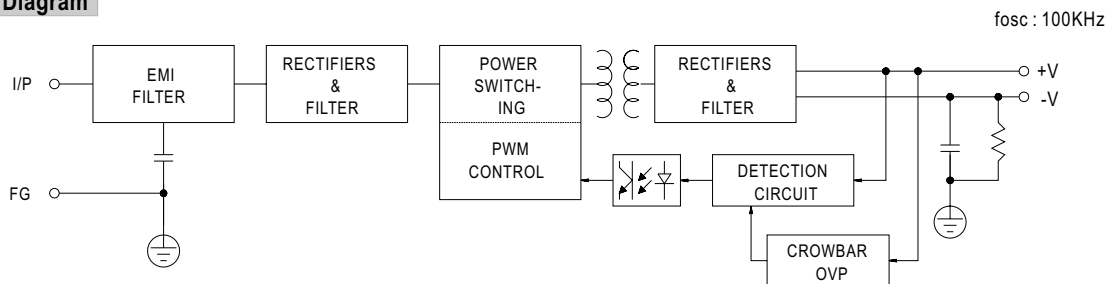 Diagram
fosc : 100KHz
I/P
EMI
FILTER
RECTIFIERS
&
FILTER
POWER
SWITCH-
ING
PWM
CONTROL
RECTIFIERS
&
FILTER
+V
-V
DETECTION
CIRCUIT
FG
CROWBAR
OVP